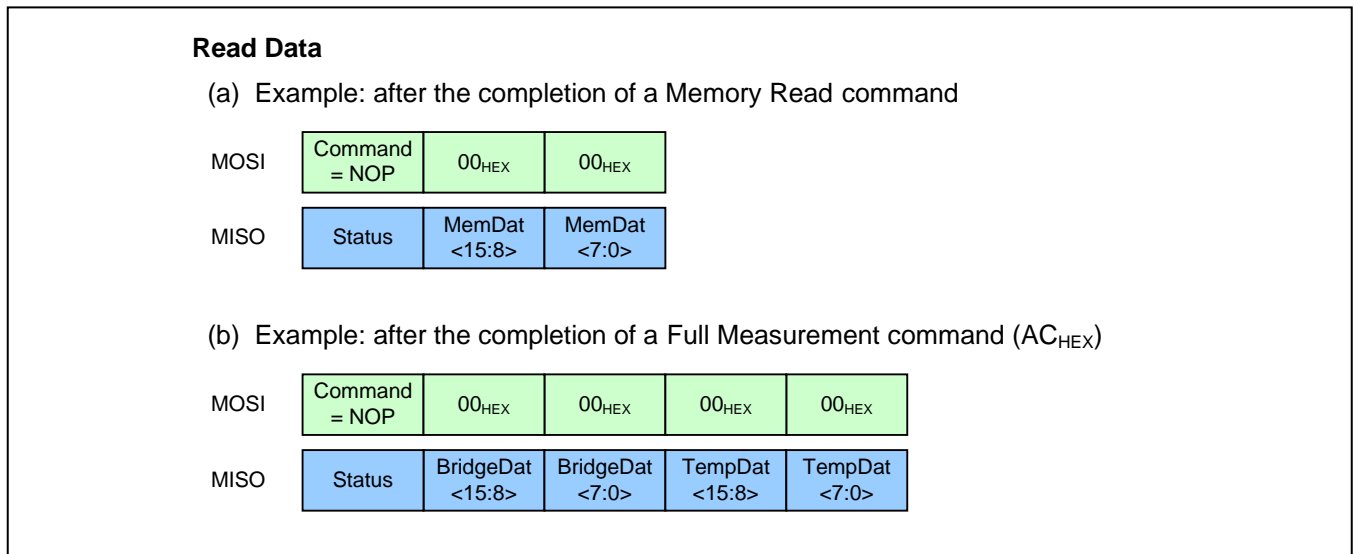 Read Data
(a) Example: after the completion of a Memory Read command
MOSI
Command
= NOP
00HEX
00HEX
MISO
Status
MemDat
<15:8>
MemDat
<7:0>
(b) Example: after the completion of a Full Measurement command (ACHEX)
MOSI
Command
= NOP
00HEX
00HEX
00HEX
00HEX
MISO
Status
BridgeDat
<15:8>
BridgeDat
<7:0>
TempDat
<15:8>
TempDat
<7:0>